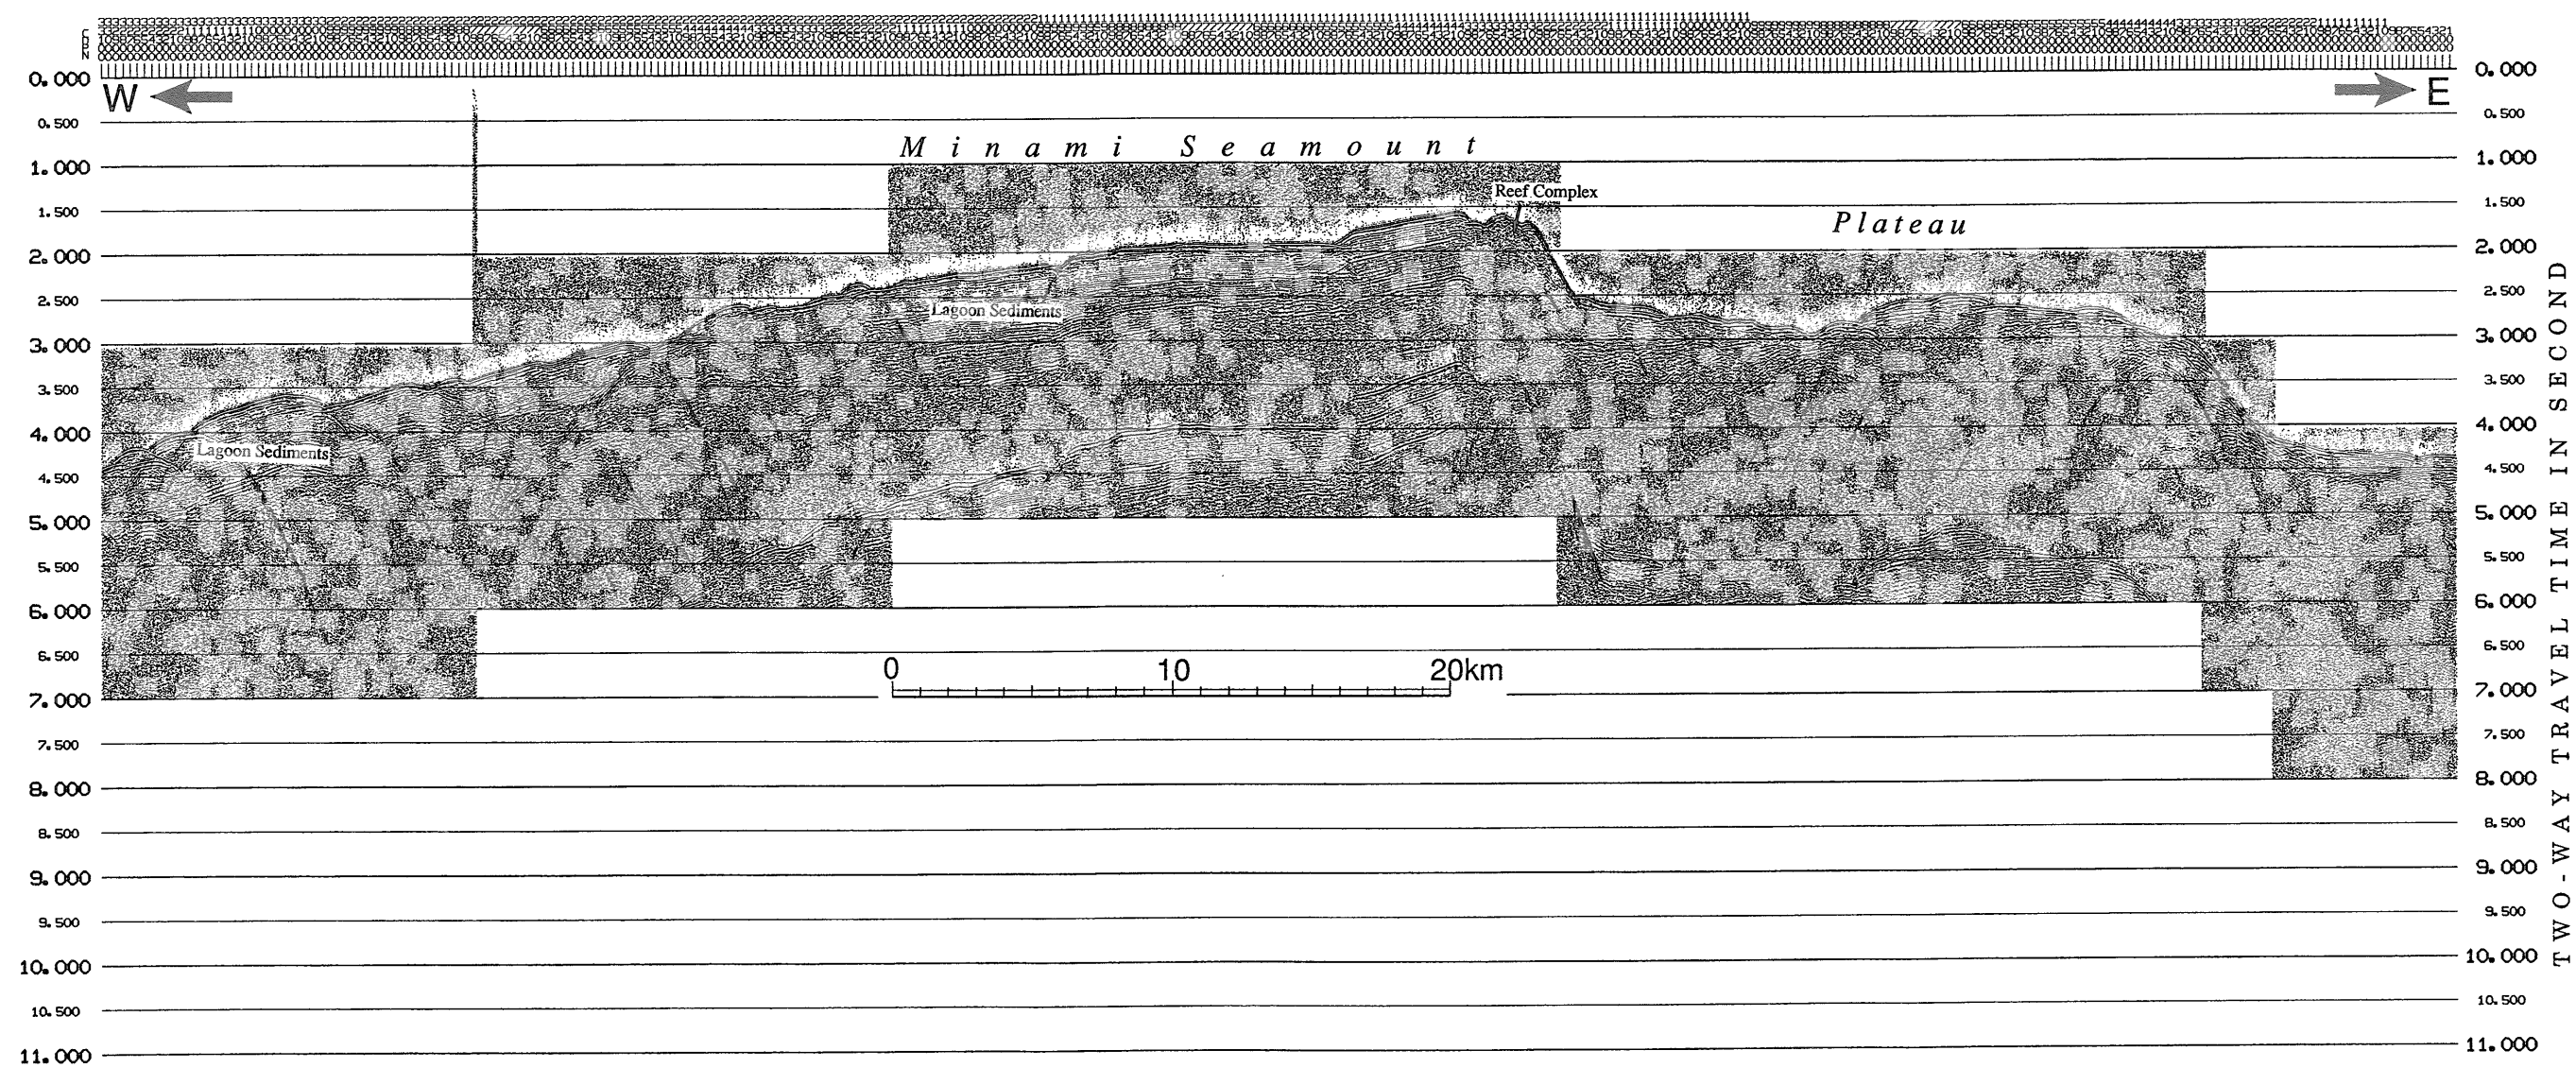 C
D
N
0.000 0.000
W E
0.500 0.500
Minami Seamount
1.000 1.000
Reef Complex
1.500 1.500
Plateau
2.000 2.000
2.500 2.500
Lagoon Sediments
3.000 3.000
3.500 3.500
4.000 4.000
Lagoon Sediments
4.500 4.500
5.000 5.000
5.500 5.500
6.000 6.000
6.500 6.500
0 10 20km
7.000 7.000
7.500 7.500
8.000 8.000
8.500 8.500
9.000 9.000
9.500 9.500
10.000 10.000
10.500 10.500
11.000 11.000
TWO-WAY TRAVEL TIME IN SECOND